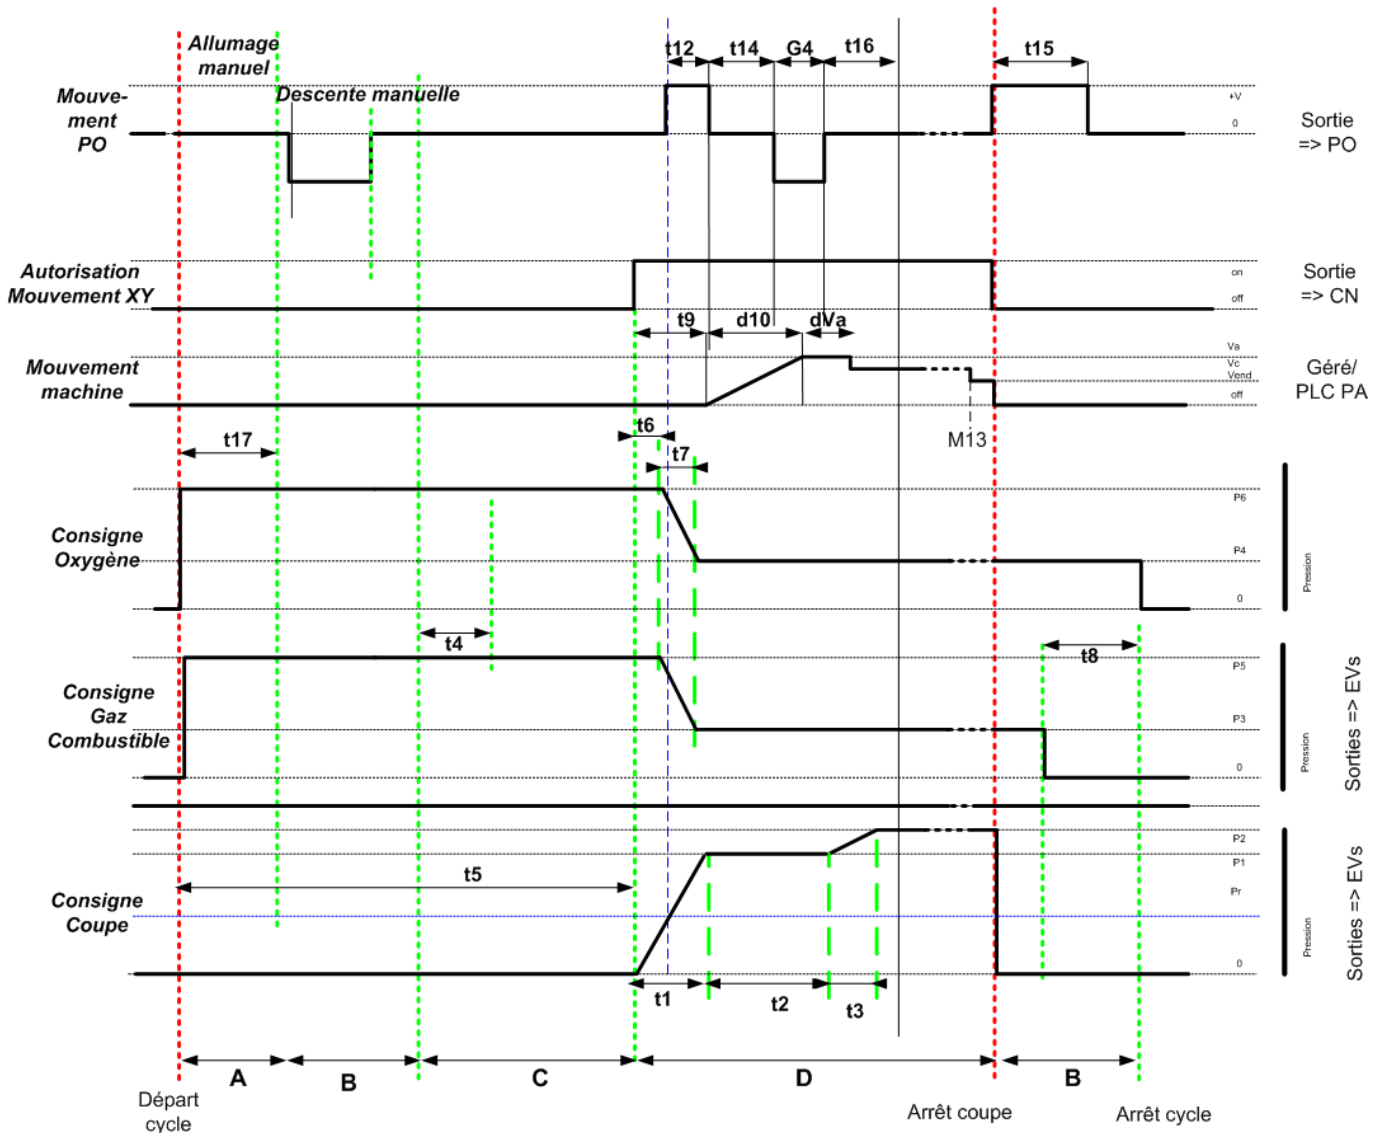 Allumage
manuel
t12
t14
G4
t16
t15
Mouve-
ment
PO
Descente manuelle
+V
0
Sortie
=> PO
Autorisation
Mouvement XY
on
off
Sortie
=> CN
t9
d10
dVa
Mouvement
machine
Va
Vc
Vend
off
Géré/
PLC PA
M13
t6
t17
t7
Consigne
Oxygène
P6
P4
0
Pression
t4
t8
Consigne
Gaz
Combustible
P5
P3
0
Pression
Sorties => EVs
t5
Consigne
Coupe
P2
P1
Pr
0
Pression
Sorties => EVs
t1
t2
t3
A
B
C
D
B
Départ
cycle
Arrêt coupe
Arrêt cycle